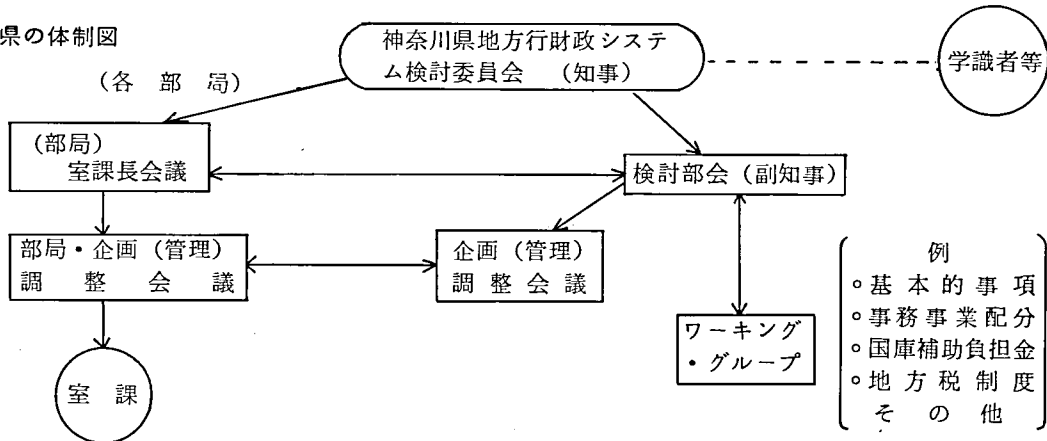 県の体制図
神奈川県地方行財政システ
ム検討委員会 (知事)
学識者等
(各部局)
(部局)
室課長会議
検討部会(副知事)
部局・企画(管理)
調整会議
企画(管理)
調整会議
室課
ワーキング
・グループ
例
○基本的事項
○事務事業配分
○国庫補助負担金
○地方税制度
その他